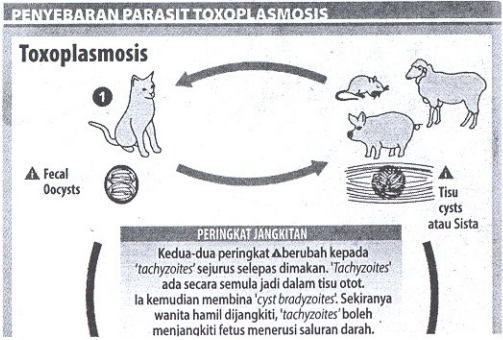 PENYEBARAN PARASIT TOXOPLASMOSIS
Toxoplasmosis
1
Fecal
Oocysts
Tisu
cysts
atau Sista
PERINGKAT JANGKITAN
Kedua-dua peringkat berubah kepada
'tachyzoites' sejurus selepas dimakan. 'Tachyzoites'
ada secara semula jadi dalam tisu otot.
Ia kemudian membina 'cyst bradyzoites'. Sekiranya
wanita hamil dijangkiti, 'tachyzoites' boleh
menjangkiti fetus menerusi saluran darah.